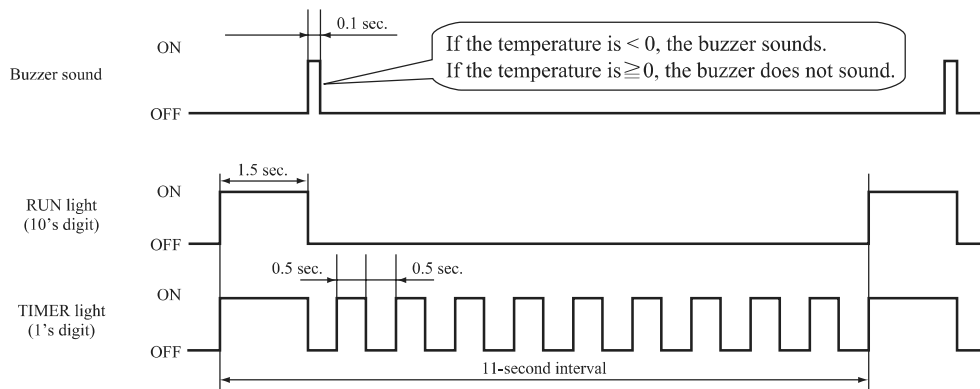 0.1 sec.
ON
If the temperature is < 0, the buzzer sounds.
If the temperature is ≧0, the buzzer does not sound.
Buzzer sound
OFF
1.5 sec.
ON
RUN light
(10's digit)
OFF
0.5 sec.
0.5 sec.
ON
TIMER light
(1's digit)
OFF
11-second interval